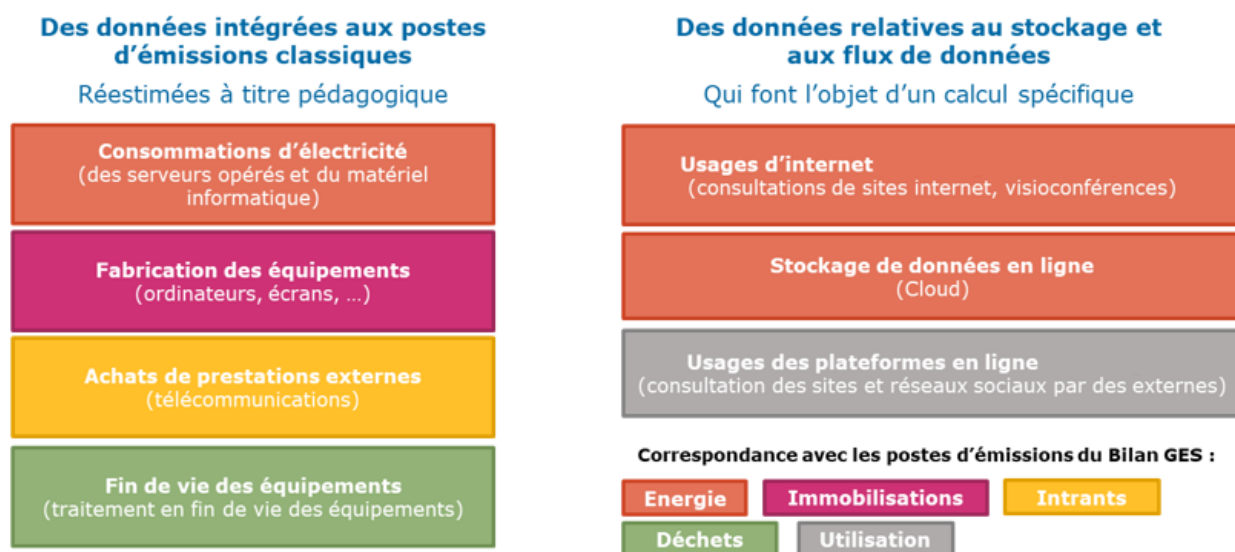 Des données intégrées aux postes
d'émissions classiques
Réestimées à titre pédagogique
Consommations d'électricité
(des serveurs opérés et du matériel
informatique)
Fabrication des équipements
(ordinateurs, écrans, …)
Achats de prestations externes
(télécommunications)
Fin de vie des équipements
(traitement en fin de vie des équipements)
Des données relatives au stockage et
aux flux de données
Qui font l'objet d'un calcul spécifique
Usages d'internet
(consultations de sites internet, visioconférences)
Stockage de données en ligne
(Cloud)
Usages des plateformes en ligne
(consultation des sites et réseaux sociaux par des externes)
Correspondance avec les postes d'émissions du Bilan GES :
Energie
Immobilisations
Intrants
Déchets
Utilisation